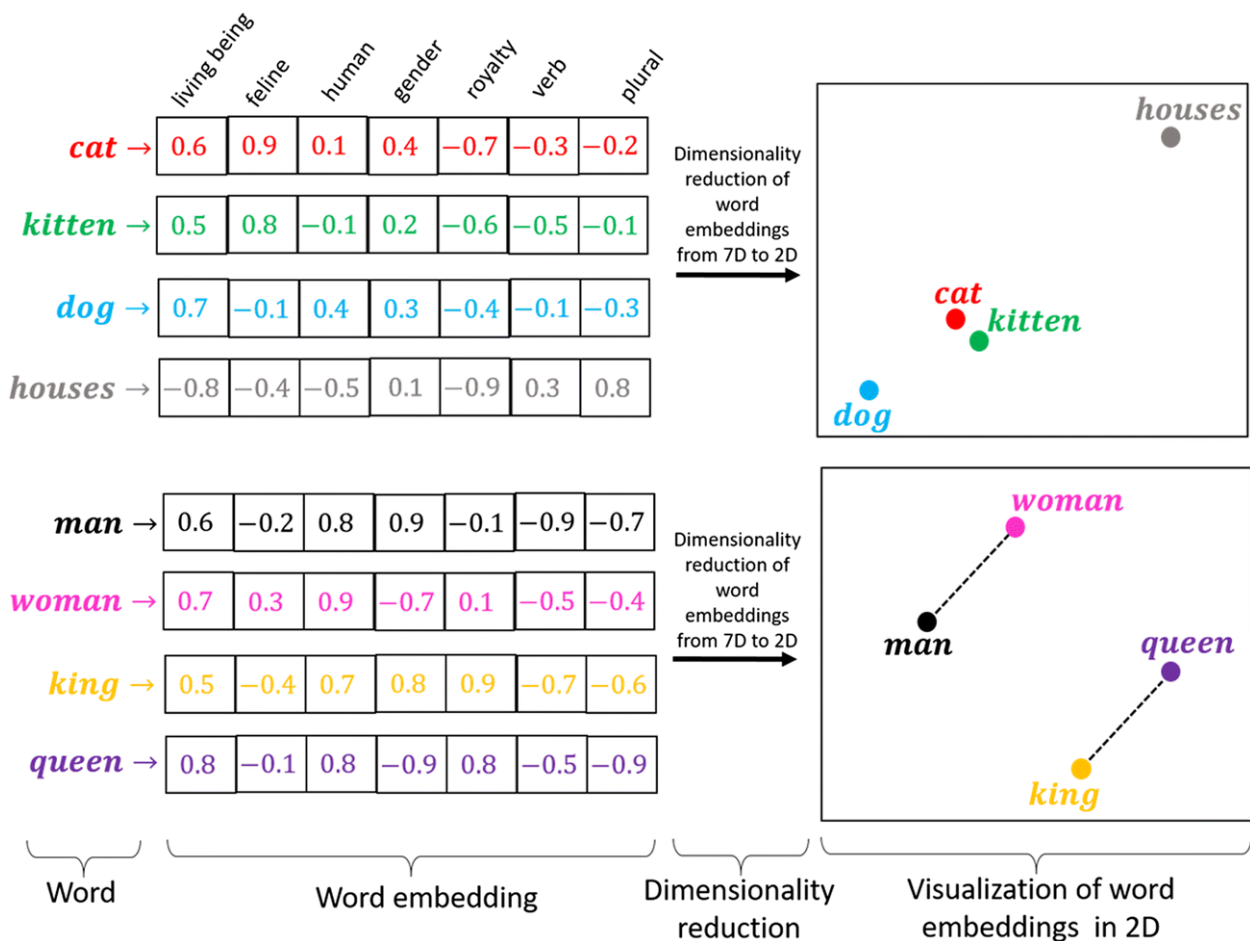 living being feline human gender royalty verb plural
cat → 0.6 0.9 0.1 0.4 −0.7 −0.3 −0.2
kitten → 0.5 0.8 −0.1 0.2 −0.6 −0.5 −0.1
dog → 0.7 −0.1 0.4 0.3 −0.4 −0.1 −0.3
houses → −0.8 −0.4 −0.5 0.1 −0.9 0.3 0.8
Dimensionality
reduction of
word
embeddings
from 7D to 2D
houses
cat
kitten
dog
man → 0.6 −0.2 0.8 0.9 −0.1 −0.9 −0.7
woman → 0.7 0.3 0.9 −0.7 0.1 −0.5 −0.4
king → 0.5 −0.4 0.7 0.8 0.9 −0.7 −0.6
queen → 0.8 −0.1 0.8 −0.9 0.8 −0.5 −0.9
Dimensionality
reduction of
word
embeddings
from 7D to 2D
woman
man
queen
king
Word
Word embedding
Dimensionality
reduction
Visualization of word
embeddings in 2D